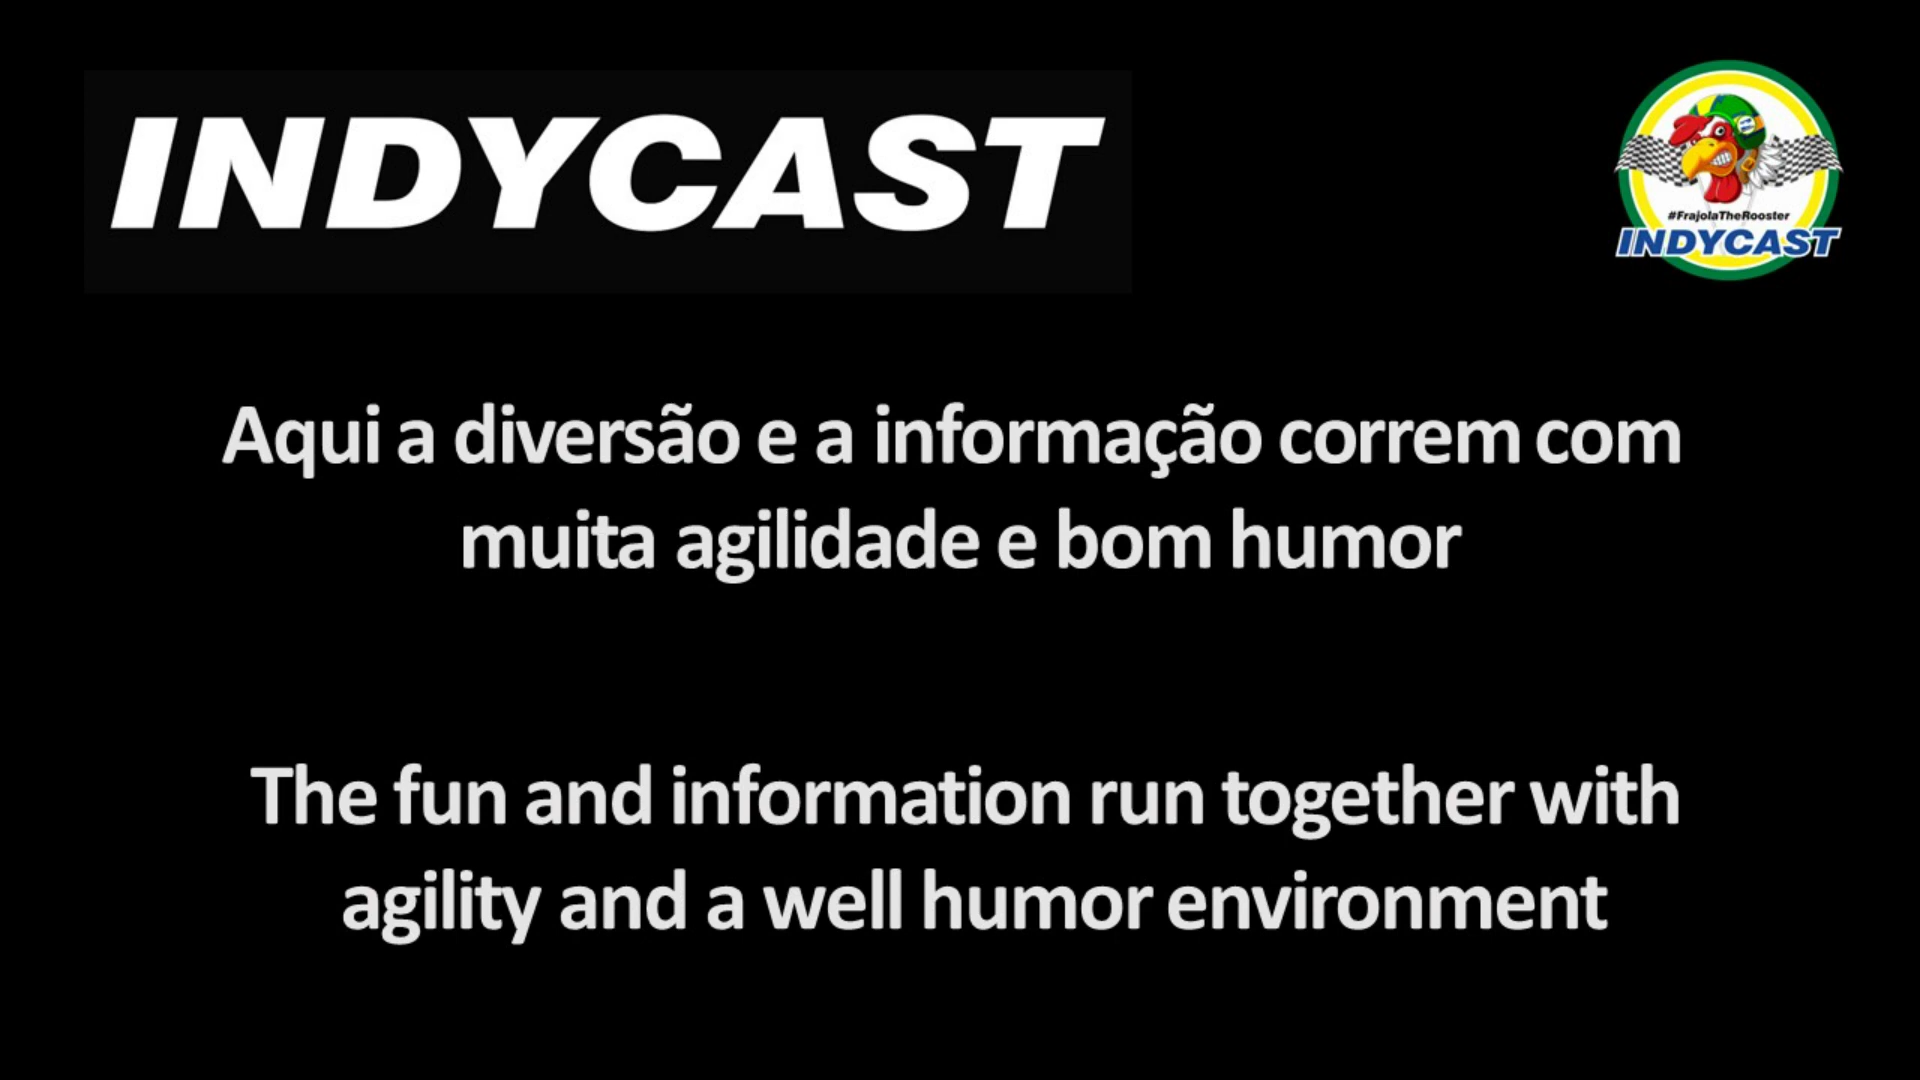 INDYCAST
#FrajolaTheRooster
INDYCAST
Aqui a diversão e a informação correm com
muita agilidade e bom humor
The fun and information run together with
agility and a well humor environment